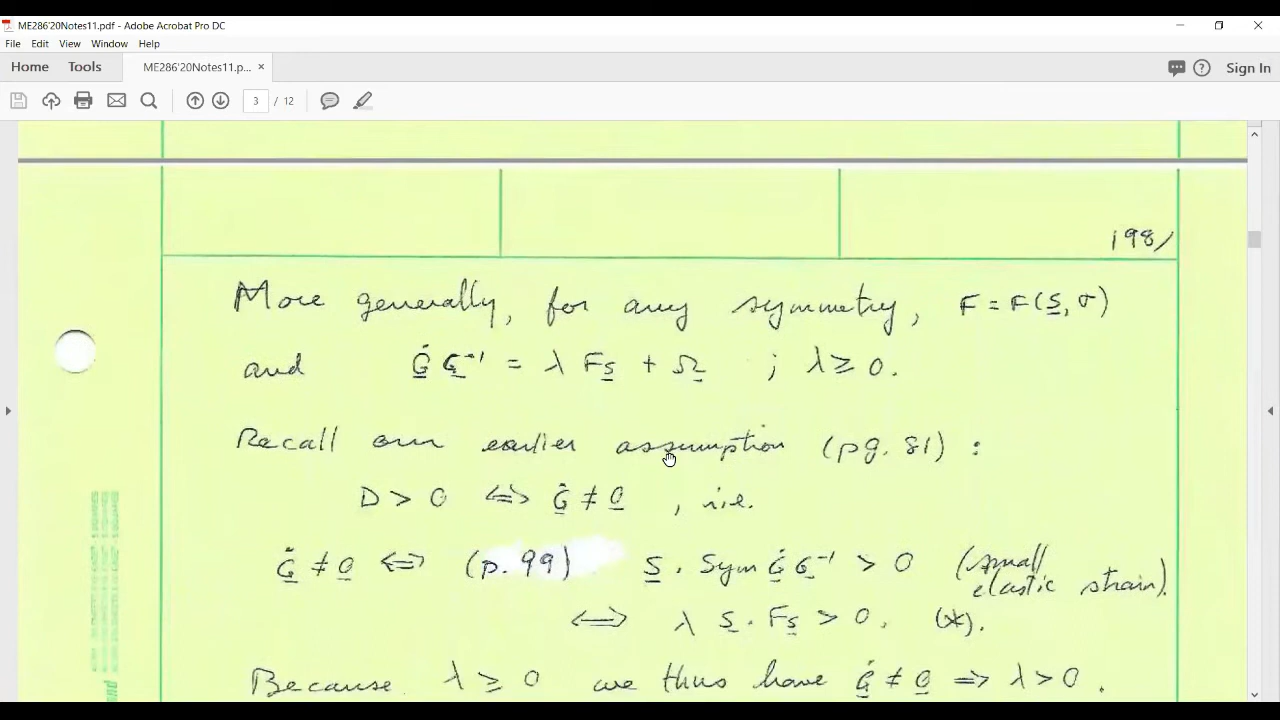 ME286'20Notes11.pdf - Adobe Acrobat Pro DC
File Edit View Window Help
Home Tools ME286'20Notes11.p... × Sign In
3 / 12
198/
More generally, for any symmetry, F = F(S, σ)
and Ġ G⁻¹ = λ F_S + Ω ; λ ≥ 0.
Recall our earlier assumption (pg. 81) :
D > 0 ⇔ Ġ ≠ 0 , i.e.
Ġ ≠ 0 ⇔ (p. 99) S · Sym Ġ G⁻¹ > 0 (small
elastic strain).
⇔ λ S · F_S > 0. (*).
Because λ ≥ 0 we thus have Ġ ≠ 0 ⇒ λ > 0.